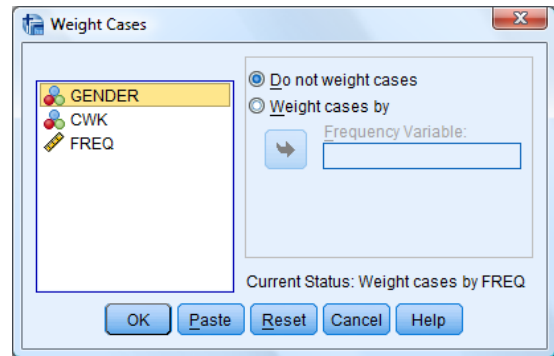 Weight Cases
GENDER
CWK
FREQ
Do not weight cases
Weight cases by
Frequency Variable:
Current Status: Weight cases by FREQ
OK
Paste
Reset
Cancel
Help